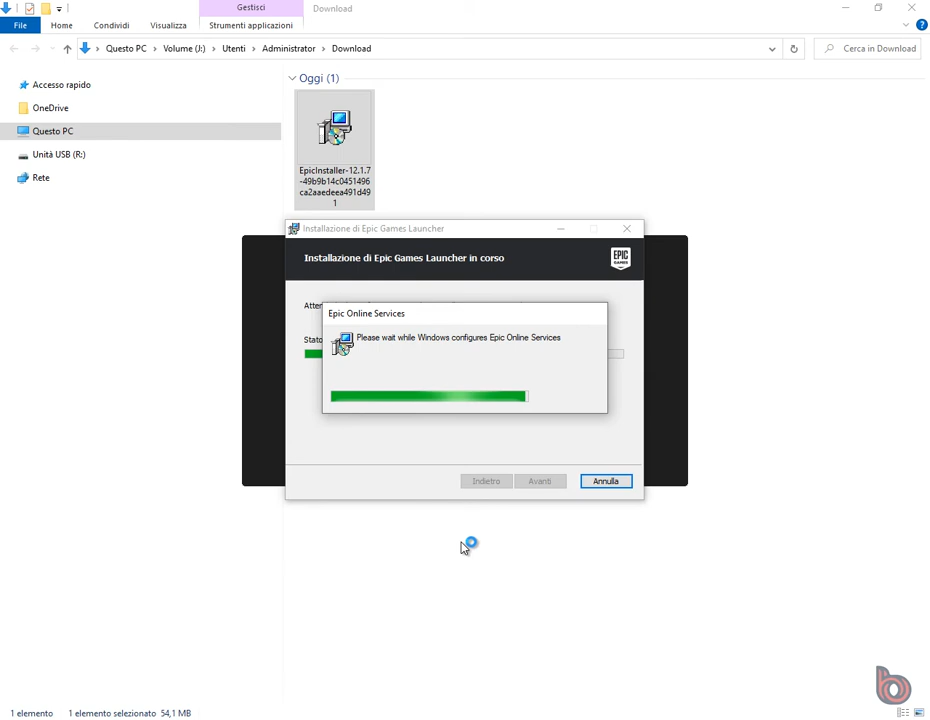 Gestisci
Download
File
Home
Condividi
Visualizza
Strumenti applicazioni
Questo PC
Volume (J:)
Utenti
Administrator
Download
Cerca in Download
Accesso rapido
OneDrive
Questo PC
Unità USB (R:)
Rete
Oggi (1)
EpicInstaller-12.1.7
-49b9b14c0451496
ca2aaedeea491d49
1
Installazione di Epic Games Launcher
Installazione di Epic Games Launcher in corso
EPIC
GAMES
Atte
Epic Online Services
Please wait while Windows configures Epic Online Services
Stato
Indietro
Avanti
Annulla
1 elemento
1 elemento selezionato 54,1 MB